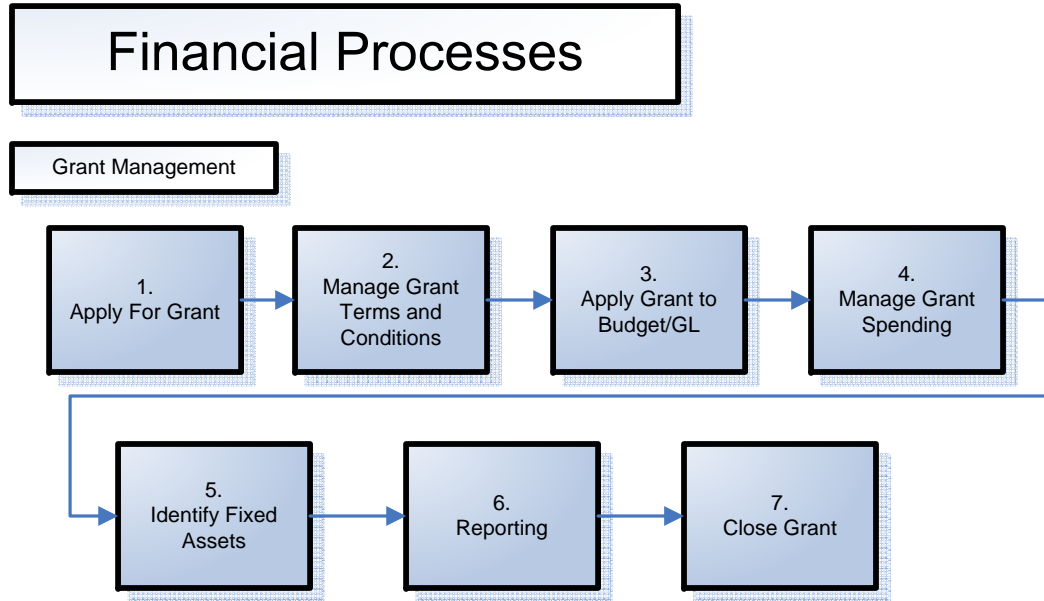 Financial Processes
Grant Management
1.
Apply For Grant
2.
Manage Grant
Terms and
Conditions
3.
Apply Grant to
Budget/GL
4.
Manage Grant
Spending
5.
Identify Fixed
Assets
6.
Reporting
7.
Close Grant